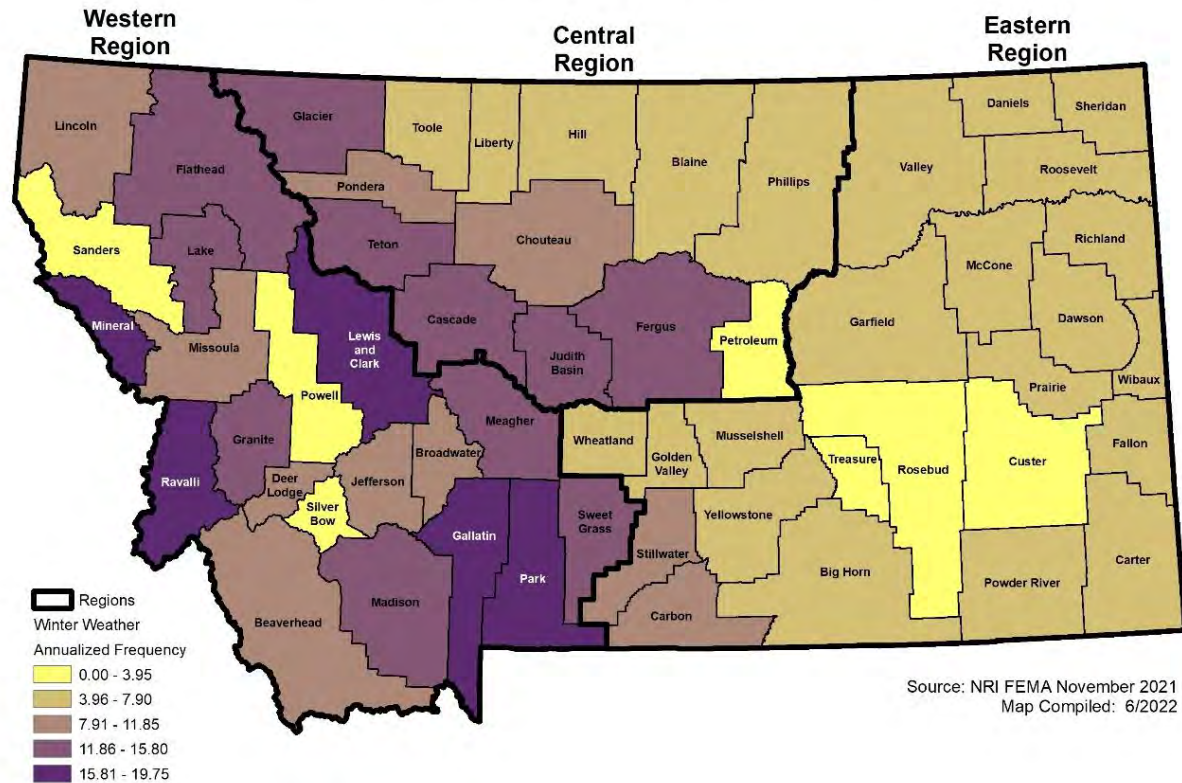 Western
Region
Central
Region
Eastern
Region
Lincoln
Flathead
Glacier
Toole
Liberty
Hill
Blaine
Phillips
Valley
Daniels
Sheridan
Roosevelt
Pondera
Sanders
Lake
Teton
Chouteau
McCone
Richland
Mineral
Missoula
Powell
Lewis
and
Clark
Cascade
Judith
Basin
Fergus
Petroleum
Garfield
Dawson
Prairie
Wibaux
Ravalli
Granite
Deer
Lodge
Silver
Bow
Jefferson
Broadwater
Meagher
Wheatland
Golden
Valley
Musselshell
Treasure
Rosebud
Custer
Fallon
Gallatin
Park
Sweet
Grass
Stillwater
Yellowstone
Big Horn
Powder River
Carter
Beaverhead
Madison
Carbon
Regions
Winter Weather
Annualized Frequency
0.00 - 3.95
3.96 - 7.90
7.91 - 11.85
11.86 - 15.80
15.81 - 19.75
Source: NRI FEMA November 2021
Map Compiled: 6/2022